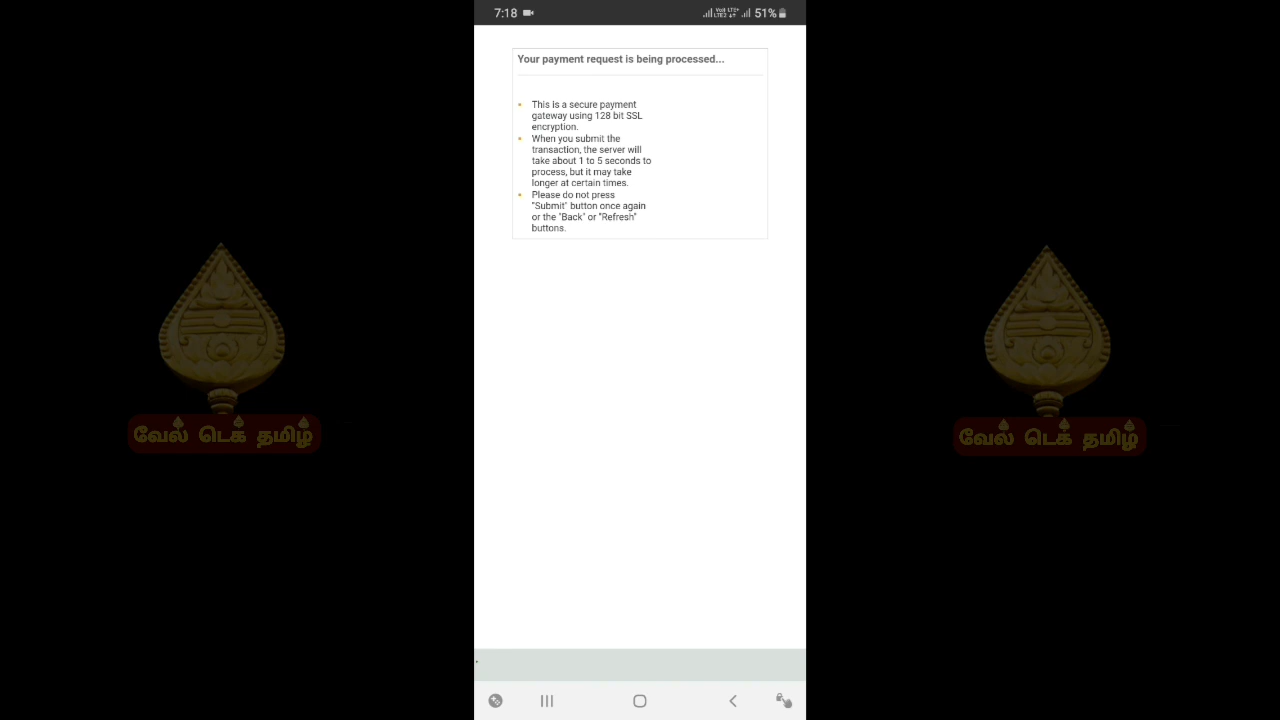 7:18
Vo)) LTE+
LTE2 51%
Your payment request is being processed...
This is a secure payment
gateway using 128 bit SSL
encryption.
When you submit the
transaction, the server will
take about 1 to 5 seconds to
process, but it may take
longer at certain times.
Please do not press
"Submit" button once again
or the "Back" or "Refresh"
buttons.
வேல் டெக் தமிழ்
வேல் டெக் தமிழ்